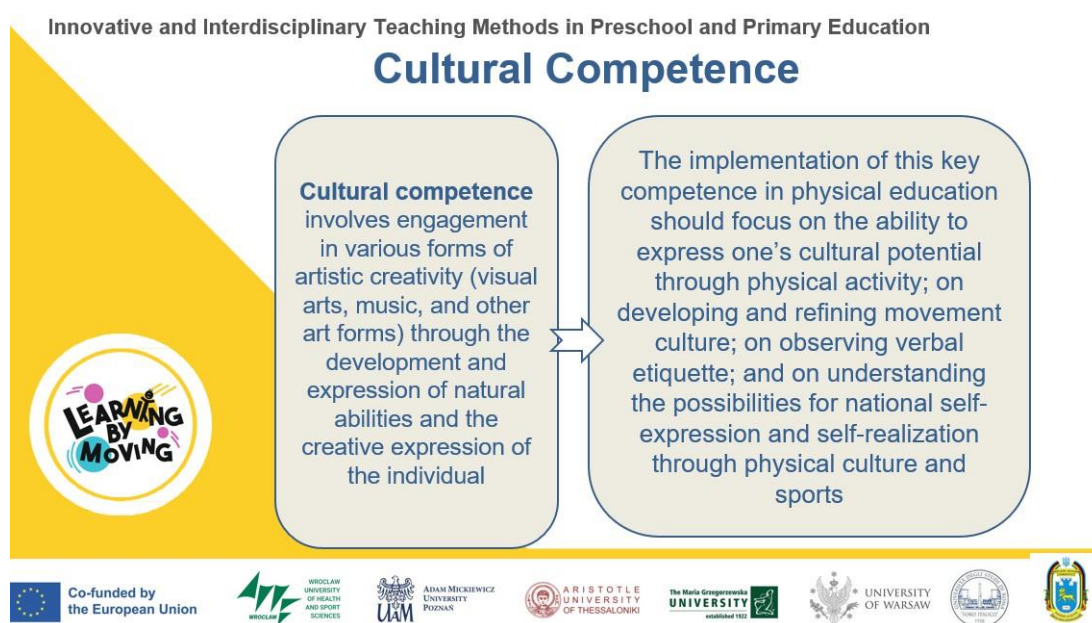 Innovative and Interdisciplinary Teaching Methods in Preschool and Primary Education
Cultural Competence
Cultural competence
involves engagement
in various forms of
artistic creativity (visual
arts, music, and other
art forms) through the
development and
expression of natural
abilities and the
creative expression of
the individual
The implementation of this key
competence in physical education
should focus on the ability to
express one’s cultural potential
through physical activity; on
developing and refining movement
culture; on observing verbal
etiquette; and on understanding
the possibilities for national self-
expression and self-realization
through physical culture and
sports
LEARNING
BY
MOVING
Co-funded by
the European Union
WROCLAW
WROCLAW
UNIVERSITY
OF HEALTH
AND SPORT
SCIENCES
UAM
ADAM MICKIEWICZ
UNIVERSITY
POZNAŃ
ARISTOTLE
UNIVERSITY
OF THESSALONIKI
The Maria Grzegorzewska
UNIVERSITY
established 1922
UNIVERSITY
OF WARSAW